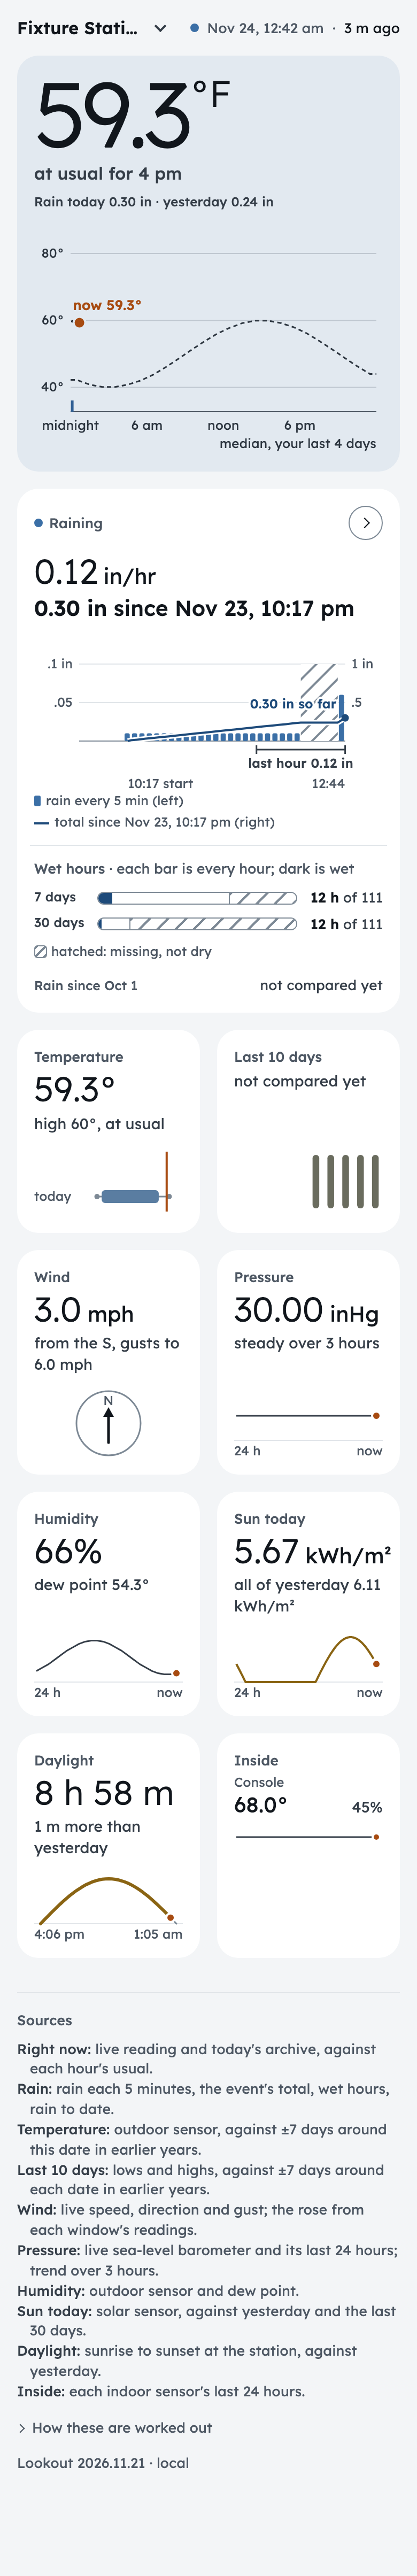 Fixture Stati... Nov 24, 12:42 am · 3 m ago
59.3°F
at usual for 4 pm
Rain today 0.30 in · yesterday 0.24 in
80°
now 59.3°
60°
40°
midnight 6 am noon 6 pm
median, your last 4 days
Raining
0.12 in/hr
0.30 in since Nov 23, 10:17 pm
.1 in 1 in
.05 0.30 in so far .5
last hour 0.12 in
10:17 start 12:44
rain every 5 min (left)
total since Nov 23, 10:17 pm (right)
Wet hours · each bar is every hour; dark is wet
7 days 12 h of 111
30 days 12 h of 111
hatched: missing, not dry
Rain since Oct 1 not compared yet
Temperature
59.3°
high 60°, at usual
today
Last 10 days
not compared yet
Wind
3.0 mph
from the S, gusts to
6.0 mph
N
Pressure
30.00 inHg
steady over 3 hours
24 h now
Humidity
66%
dew point 54.3°
24 h now
Sun today
5.67 kWh/m²
all of yesterday 6.11
kWh/m²
24 h now
Daylight
8 h 58 m
1 m more than
yesterday
4:06 pm 1:05 am
Inside
Console
68.0° 45%
Sources
Right now: live reading and today's archive, against
each hour's usual.
Rain: rain each 5 minutes, the event's total, wet hours,
rain to date.
Temperature: outdoor sensor, against ±7 days around
this date in earlier years.
Last 10 days: lows and highs, against ±7 days around
each date in earlier years.
Wind: live speed, direction and gust; the rose from
each window's readings.
Pressure: live sea-level barometer and its last 24 hours;
trend over 3 hours.
Humidity: outdoor sensor and dew point.
Sun today: solar sensor, against yesterday and the last
30 days.
Daylight: sunrise to sunset at the station, against
yesterday.
Inside: each indoor sensor's last 24 hours.
How these are worked out
Lookout 2026.11.21 · local